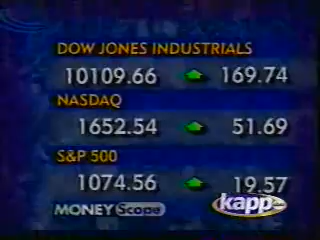 DOW JONES INDUSTRIALS
10109.66 169.74
NASDAQ
1652.54 51.69
S&P 500
1074.56 19.57
MONEY Scope kapp